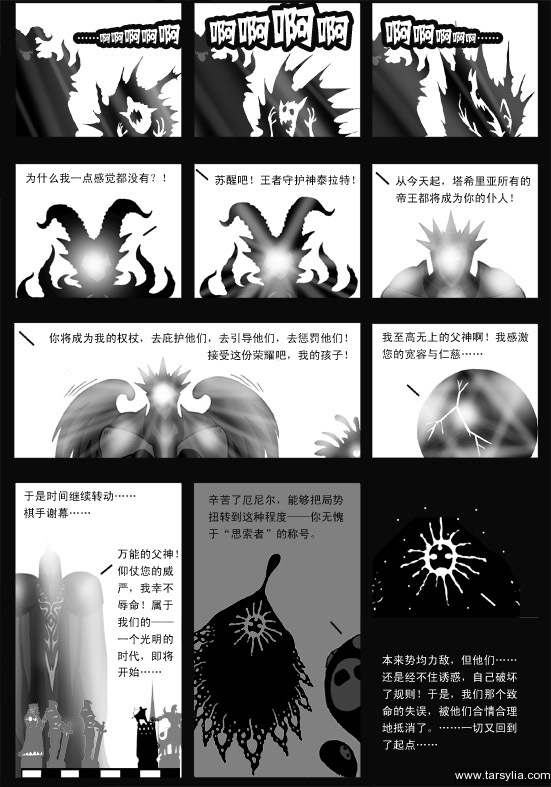 ……啊啊啊啊啊
啊啊啊啊
啊啊啊啊啊……
为什么我一点感觉都没有？！
苏醒吧！王者守护神泰拉特！
从今天起，塔希里亚所有的
帝王都将成为你的仆人！
你将成为我的权杖，去庇护他们，去引导他们，去惩罚他们！
接受这份荣耀吧，我的孩子！
我至高无上的父神啊！我感激
您的宽容与仁慈……
于是时间继续转动……
棋手谢幕……
万能的父神！
仰仗您的威
严，我幸不
辱命！属于
我们的——
一个光明的
时代，即将
开始……
辛苦了厄尼尔，能够把局势
扭转到这种程度——你无愧
于“思索者”的称号。
本来势均力敌，但他们……
还是经不住诱惑，自己破坏
了规则！于是，我们那个致
命的失误，被他们合情合理
地抵消了。……一切又回到
了起点……
www.tarsylia.com